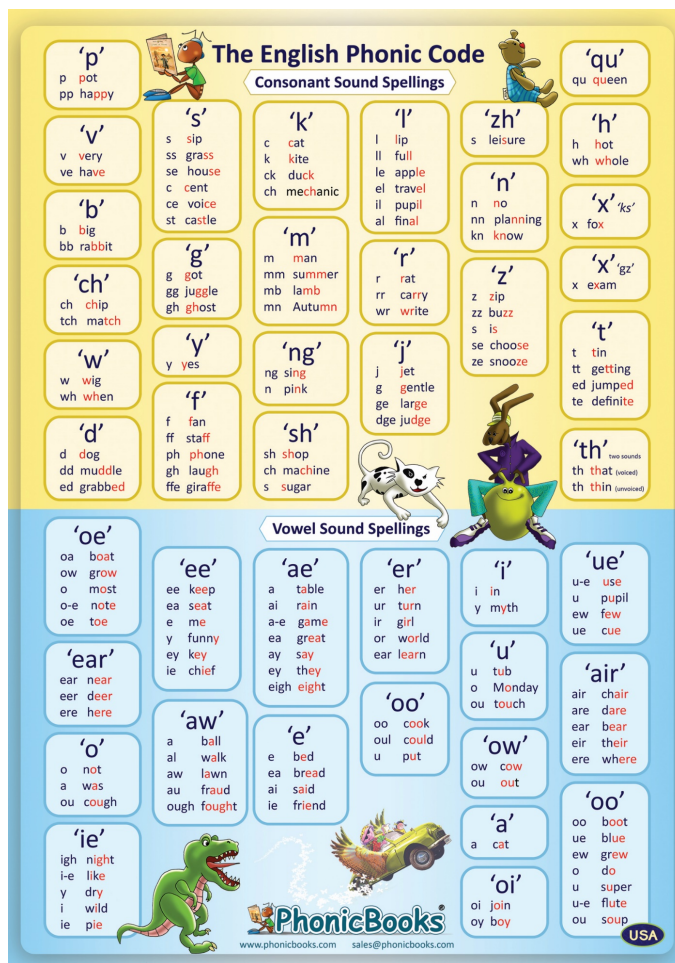 The English Phonic Code
Consonant Sound Spellings
‘p’
p pot
pp happy
‘v’
v very
ve have
‘b’
b big
bb rabbit
‘ch’
ch chip
tch match
‘w’
w wig
wh when
‘d’
d dog
dd muddle
ed grabbed
‘s’
s sip
ss grass
se house
c cent
ce voice
st castle
‘g’
g got
gg juggle
gh ghost
‘y’
y yes
‘f’
f fan
ff staff
ph phone
gh laugh
ffe giraffe
‘k’
c cat
k kite
ck duck
ch mechanic
‘m’
m man
mm summer
mb lamb
mn Autumn
‘ng’
ng sing
n pink
‘sh’
sh shop
ch machine
s sugar
‘l’
l lip
ll full
le apple
el travel
il pupil
al final
‘r’
r rat
rr carry
wr write
‘j’
j jet
g gentle
ge large
dge judge
‘zh’
s leisure
‘n’
n no
nn planning
kn know
‘z’
z zip
zz buzz
s is
se choose
ze snooze
‘qu’
qu queen
‘h’
h hot
wh whole
‘x’ ‘ks’
x fox
‘x’ ‘gz’
x exam
‘t’
t tin
tt getting
ed jumped
te definite
‘th’ two sounds
th that (voiced)
th thin (unvoiced)
Vowel Sound Spellings
‘oe’
oa boat
ow grow
o most
o-e note
oe toe
‘ear’
ear near
eer deer
ere here
‘o’
o not
a was
ou cough
‘ie’
igh night
i-e like
y dry
i wild
ie pie
‘ee’
ee keep
ea seat
e me
y funny
ey key
ie chief
‘aw’
a ball
al walk
aw lawn
au fraud
ough fought
‘ae’
a table
ai rain
a-e game
ea great
ay say
ey they
eigh eight
‘e’
e bed
ea bread
ai said
ie friend
‘er’
er her
ur turn
ir girl
or world
ear learn
‘oo’
oo cook
oul could
u put
‘i’
i in
y myth
‘u’
u tub
o Monday
ou touch
‘ow’
ow cow
ou out
‘a’
a cat
‘oi’
oi join
oy boy
‘ue’
u-e use
u pupil
ew few
ue cue
‘air’
air chair
are dare
ear bear
eir their
ere where
‘oo’
oo boot
ue blue
ew grew
o do
u super
u-e flute
ou soup
PhonicBooks®
www.phonicbooks.com sales@phonicbooks.com
USA